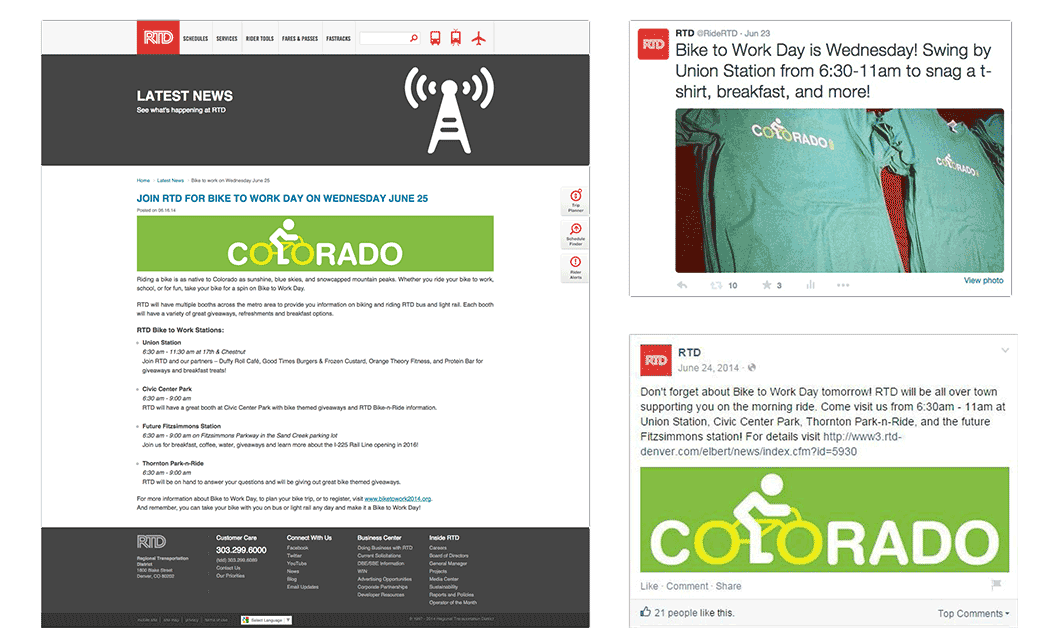 RTD
SCHEDULES SERVICES RIDER TOOLS FARES & PASSES FASTRACKS
LATEST NEWS
See what's happening at RTD
Home Latest News Bike to work on Wednesday June 25
JOIN RTD FOR BIKE TO WORK DAY ON WEDNESDAY JUNE 25
Posted on 06.16.14
COLORADO
Riding a bike is as native to Colorado as sunshine, blue skies, and snowcapped mountain peaks. Whether you ride your bike to work,
school, or for fun, take your bike for a spin on Bike to Work Day.
RTD will have multiple booths across the metro area to provide you information on biking and riding RTD bus and light rail. Each booth
will have a variety of great giveaways, refreshments and breakfast options.
RTD Bike to Work Stations:
Union Station
6:30 am - 11:30 am at 17th & Chestnut
Join RTD and our partners – Duffy Roll Café, Good Times Burgers & Frozen Custard, Orange Theory Fitness, and Protein Bar for
giveaways and breakfast treats!
Civic Center Park
6:30 am - 9:00 am
RTD will have a great booth at Civic Center Park with bike themed giveaways and RTD Bike-n-Ride information.
Future Fitzsimmons Station
6:30 am - 9:00 am on Fitzsimmons Parkway in the Sand Creek parking lot
Join us for breakfast, coffee, water, giveaways and learn more about the I-225 Rail Line opening in 2016!
Thornton Park-n-Ride
6:30 am - 9:00 am
RTD will be on hand to answer your questions and will be giving out great bike themed giveaways.
For more information about Bike to Work Day, to plan your bike trip, or to register, visit www.biketowork2014.org.
And remember, you can take your bike with you on bus or light rail any day and make it a Bike to Work Day!
Trip
Planner
Schedule
Finder
Rider
Alerts
RTD
Regional Transportation
District
1600 Blake Street
Denver, CO 80202
Customer Care
303.299.6000
(tdd) 303.299.6089
Contact Us
Our Priorities
Connect With Us
Facebook
Twitter
YouTube
News
Blog
Email Updates
Business Center
Doing Business with RTD
Current Solicitations
DBE/SBE Information
WIN
Advertising Opportunities
Corporate Partnerships
Developer Resources
Inside RTD
Careers
Board of Directors
General Manager
Projects
Media Center
Sustainability
Reports and Policies
Operator of the Month
mobile site site map privacy terms of use
Select Language
© 1997 - 2014 Regional Transportation District
RTD
RTD @RideRTD · Jun 23
Bike to Work Day is Wednesday! Swing by
Union Station from 6:30-11am to snag a t-
shirt, breakfast, and more!
COLORADO
COLORADO
10 3
View photo
RTD
RTD
June 24, 2014
Don't forget about Bike to Work Day tomorrow! RTD will be all over town
supporting you on the morning ride. Come visit us from 6:30am - 11am at
Union Station, Civic Center Park, Thornton Park-n-Ride, and the future
Fitzsimmons station! For details visit http://www3.rtd-
denver.com/elbert/news/index.cfm?id=5930
COLORADO
Like · Comment · Share
21 people like this.
Top Comments